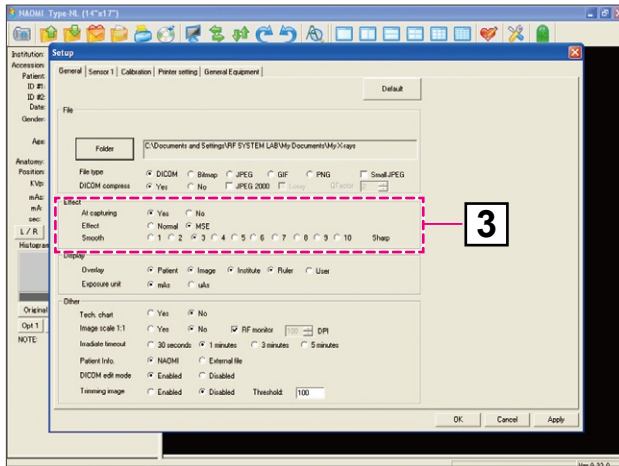 NAOMI Type-NL (14"x17")
Institution:
Accession
Patient
ID #1:
ID #2:
Date:
Gender:
Age:
Anatomy:
Position:
KVp:
mAs:
mA:
sec:
L / R
Histogram
Original
Opt 1
NOTE:
Setup
General Sensor 1 Calibration Printer setting General Equipment
Default
File
Folder C:\Documents and Settings\RF SYSTEM LAB\My Documents\My X-rays
File type DICOM Bitmap JPEG GIF PNG Small JPEG
DICOM compress Yes No JPEG 2000 Lossy QFactor 2
Effect
At capturing Yes No
Effect Normal MSE
Smooth 1 2 3 4 5 6 7 8 9 10 Sharp
3
Display
Overlay Patient Image Institute Ruler User
Exposure unit mAs uAs
Other
Tech. chart Yes No
Image scale 1:1 Yes No RF monitor 100 DPI
Irradiate timeout 30 seconds 1 minutes 3 minutes 5 minutes
Patient Info. NAOMI External file
DICOM edit mode Enabled Disabled
Trimming image Enabled Disabled Threshold: 100
OK Cancel Apply